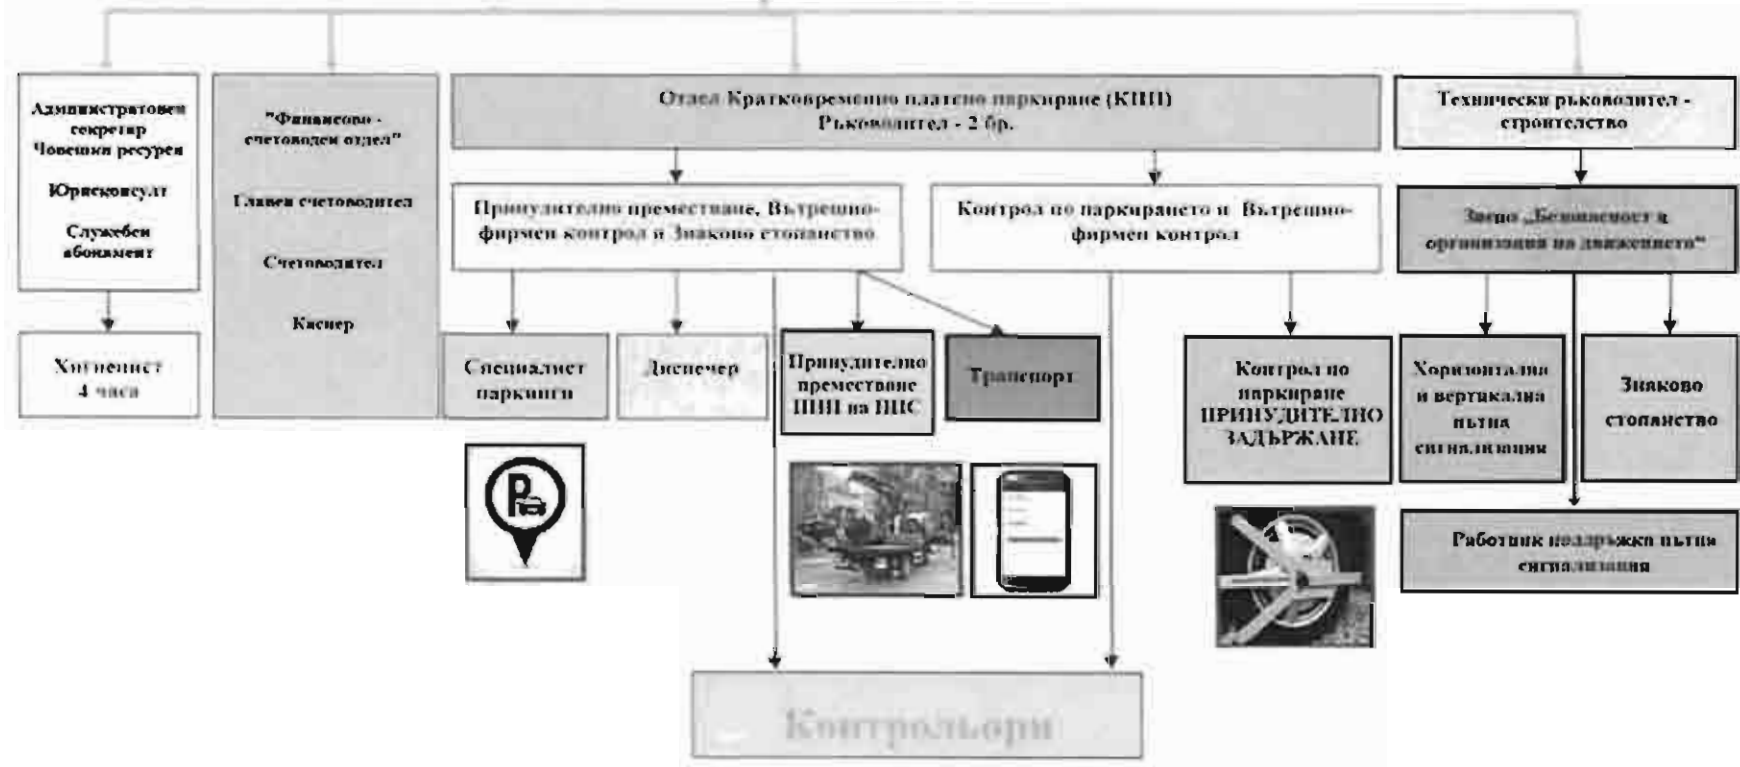 Административен
секретар
Човешки ресурси
Юрисконсулт
Служебен
абонамент
Хигиенист
4 часа
"Финансово -
счетоводен отдел"
Главен счетоводител
Счетоводител
Касиер
Отдел Кратковременно платено паркиране (КПП)
Ръководител - 2 бр.
Принудително преместване, Вътрешно-
фирмен контрол и Знаково стопанство
Контрол по паркирането и Вътрешно-
фирмен контрол
Специалист
паркинги
Диспечер
Принудително
преместване
ППП на ППС
Транспорт
Контрол по
паркиране
ПРИНУДИТЕЛНО
ЗАДЪРЖАНЕ
Технически ръководител -
строителство
Звено „Безопасност и
организация на движението“
Хоризонтална
и вертикална
пътна
сигнализация
Знаково
стопанство
Работник поддръжка пътна
сигнализация
P
Контрольори